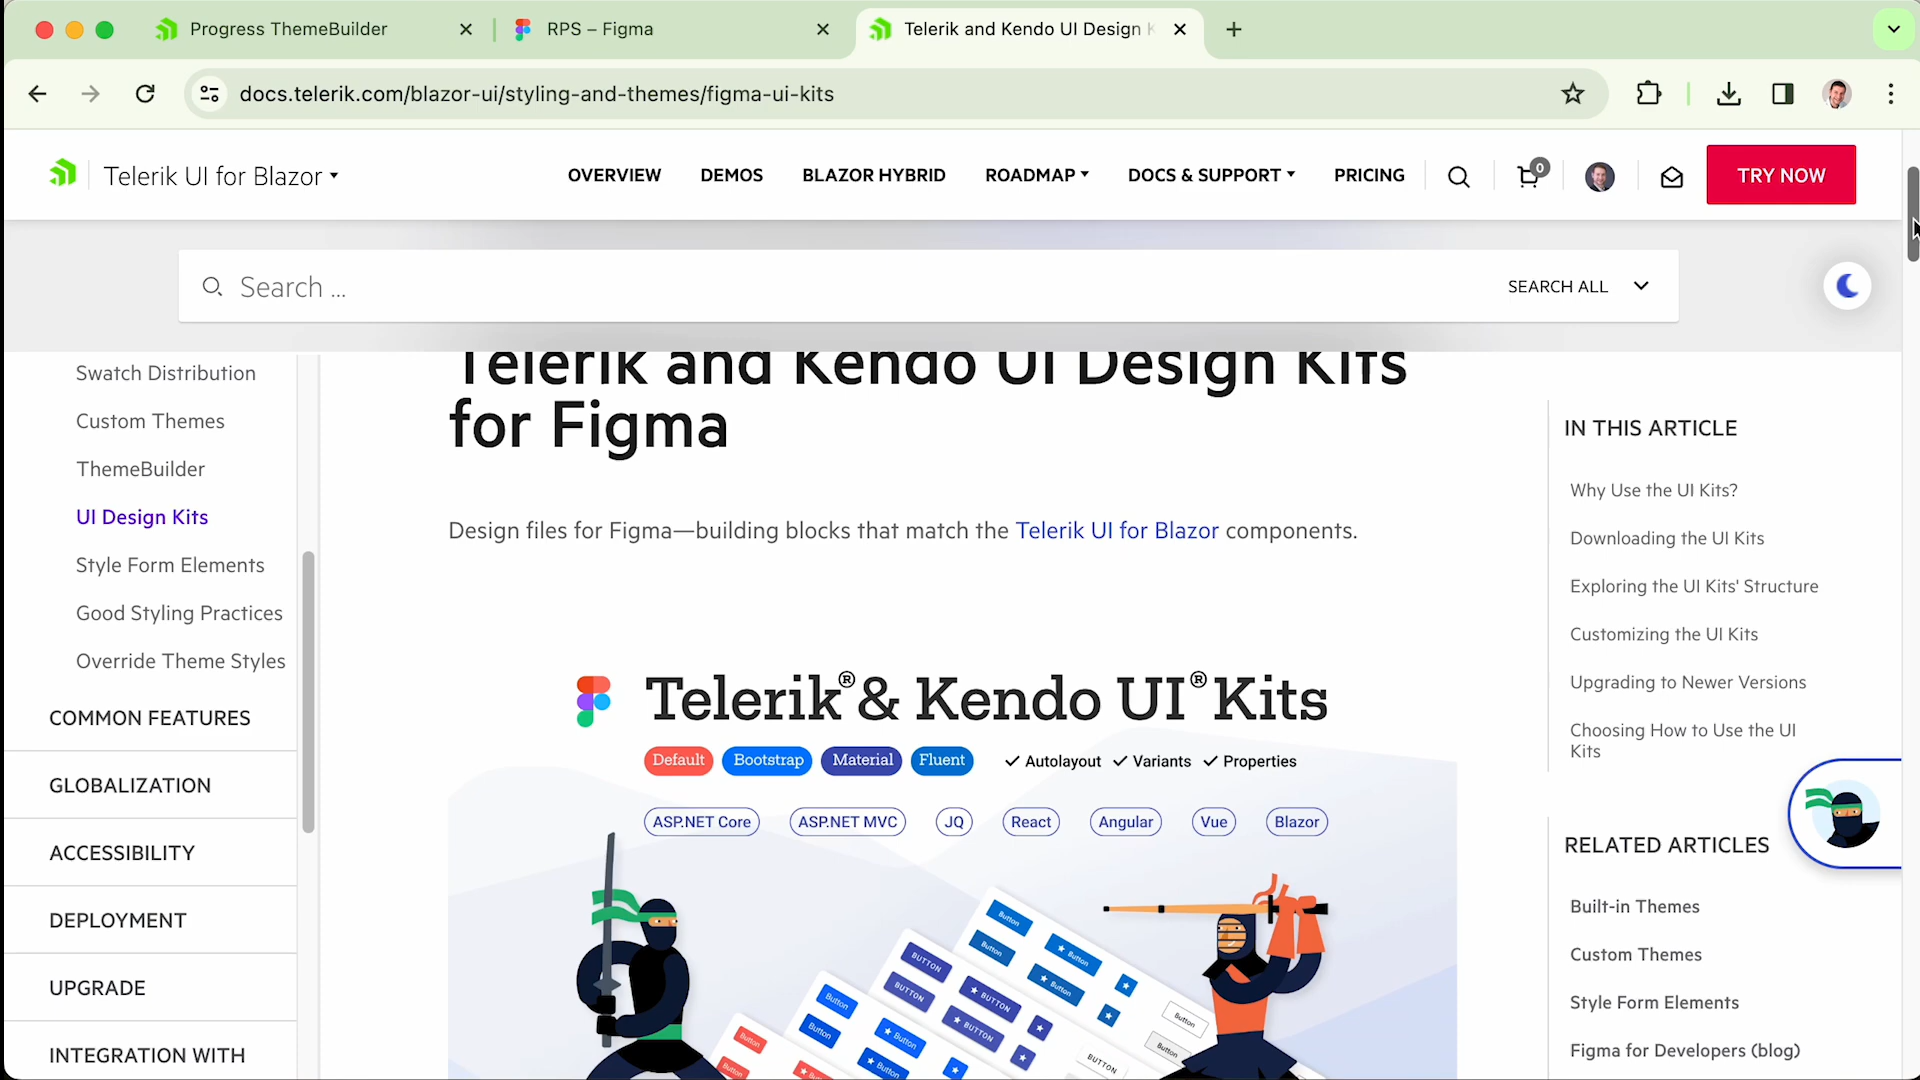 Progress ThemeBuilder
RPS – Figma
Telerik and Kendo UI Design K
docs.telerik.com/blazor-ui/styling-and-themes/figma-ui-kits
Telerik UI for Blazor
OVERVIEW
DEMOS
BLAZOR HYBRID
ROADMAP
DOCS & SUPPORT
PRICING
0
TRY NOW
Search ...
SEARCH ALL
Swatch Distribution
Custom Themes
ThemeBuilder
UI Design Kits
Style Form Elements
Good Styling Practices
Override Theme Styles
COMMON FEATURES
GLOBALIZATION
ACCESSIBILITY
DEPLOYMENT
UPGRADE
INTEGRATION WITH
Telerik and Kendo UI Design Kits
for Figma
Design files for Figma—building blocks that match the Telerik UI for Blazor components.
Telerik® & Kendo UI® Kits
Default Bootstrap Material Fluent ✓ Autolayout ✓ Variants ✓ Properties
ASP.NET Core ASP.NET MVC JQ React Angular Vue Blazor
Button
Button
Button
Button
BUTTON
BUTTON
BUTTON
BUTTON
Button
Button
Button
Button
Button
Button
Button
Button
Button
BUTTON
IN THIS ARTICLE
Why Use the UI Kits?
Downloading the UI Kits
Exploring the UI Kits' Structure
Customizing the UI Kits
Upgrading to Newer Versions
Choosing How to Use the UI
Kits
RELATED ARTICLES
Built-in Themes
Custom Themes
Style Form Elements
Figma for Developers (blog)